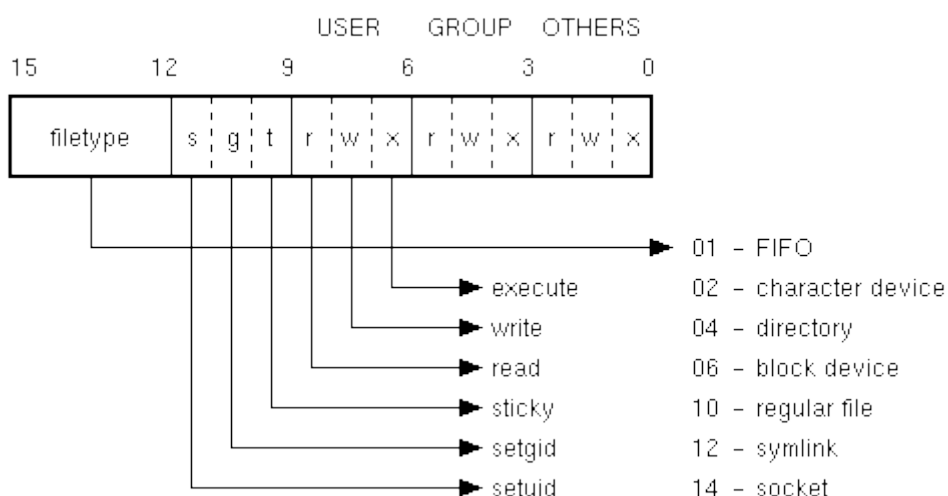 USER GROUP OTHERS
15 12 9 6 3 0
filetype s g t r w x r w x r w x
01 – FIFO
execute 02 – character device
write 04 – directory
read 06 – block device
sticky 10 – regular file
setgid 12 – symlink
setuid 14 – socket